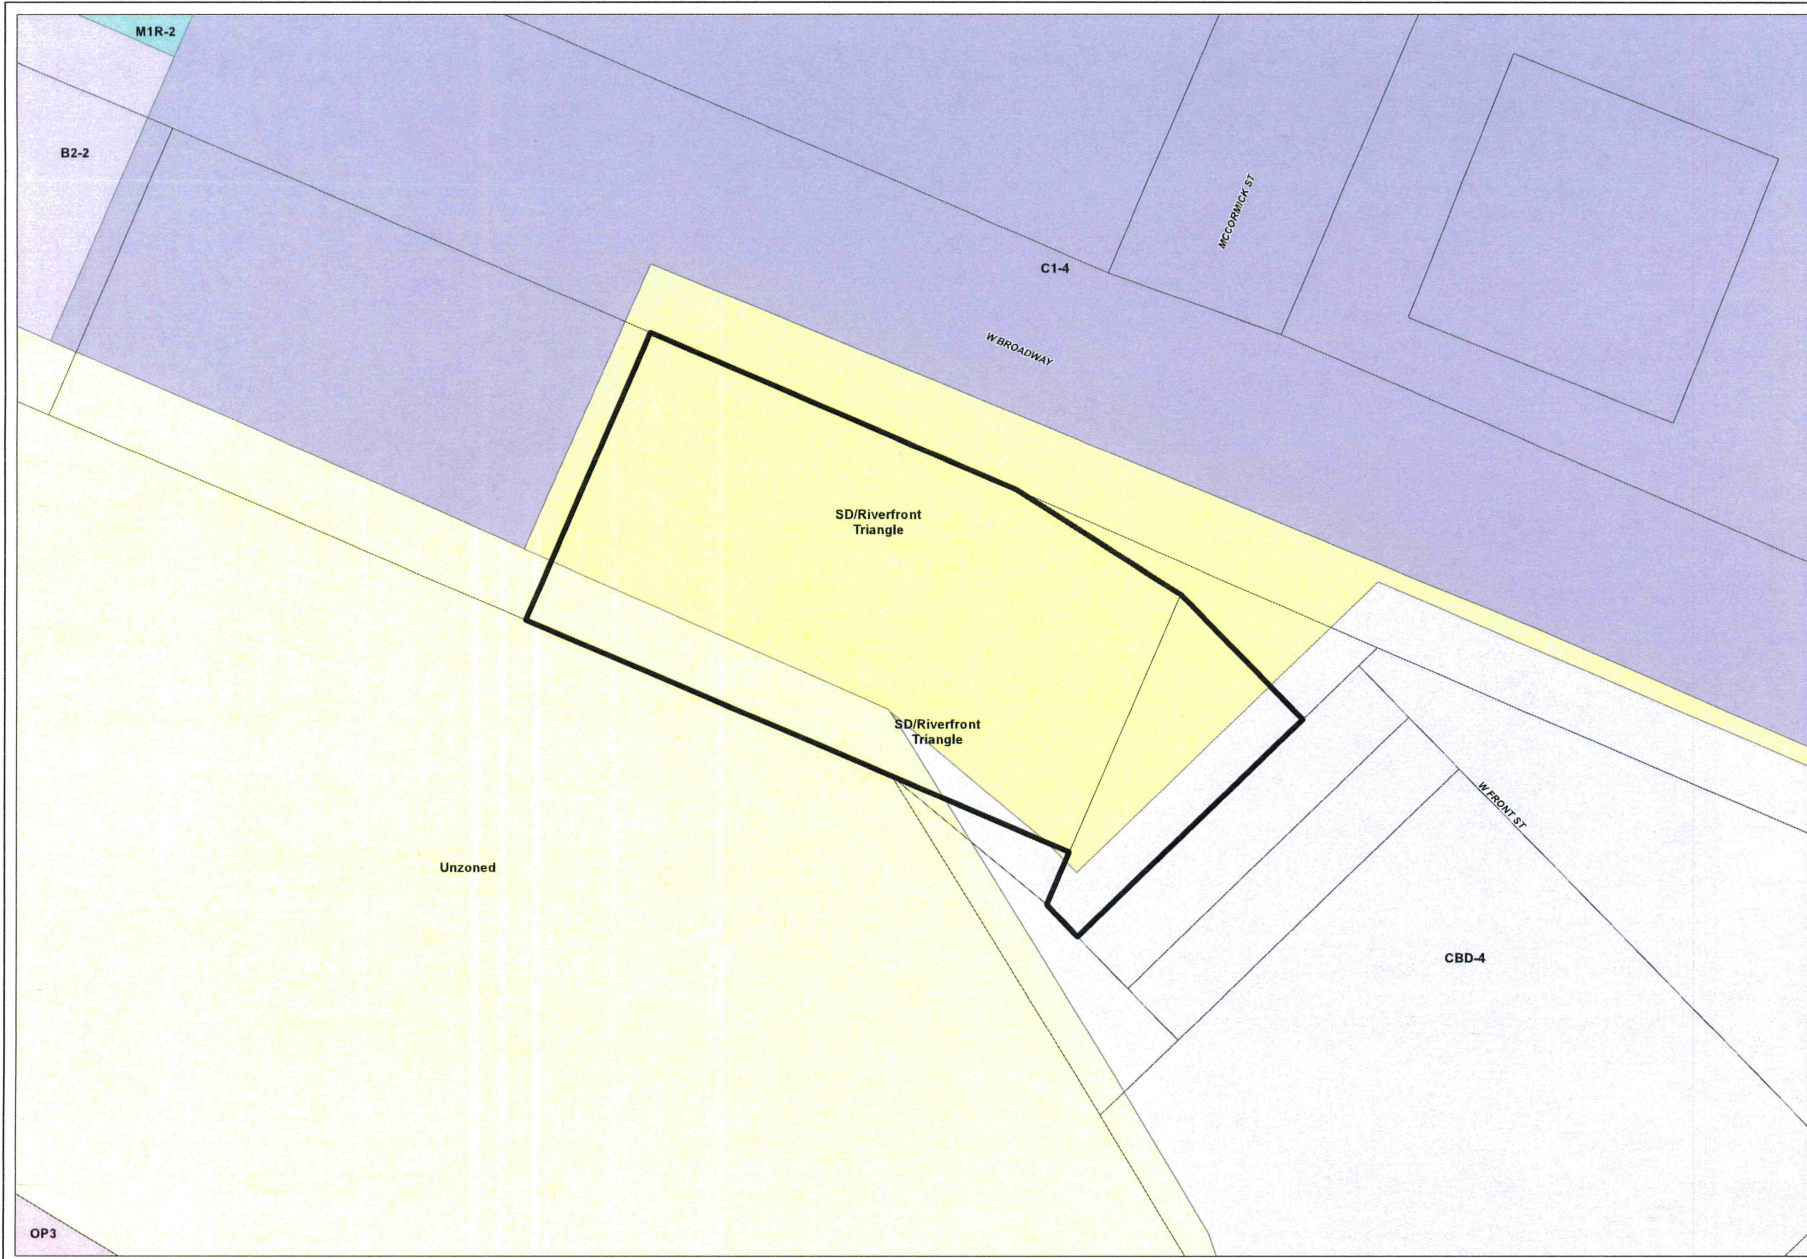 M1R-2
B2-2
MCCORMICK ST
C1-4
W BROADWAY
SD/Riverfront
Triangle
SD/Riverfront
Triangle
W FRONT ST
Unzoned
CBD-4
OP3